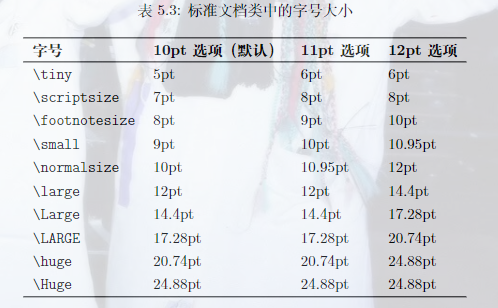 表 5.3: 标准文档类中的字号大小
字号 10pt 选项（默认） 11pt 选项 12pt 选项
\tiny 5pt 6pt 6pt
\scriptsize 7pt 8pt 8pt
\footnotesize 8pt 9pt 10pt
\small 9pt 10pt 10.95pt
\normalsize 10pt 10.95pt 12pt
\large 12pt 12pt 14.4pt
\Large 14.4pt 14.4pt 17.28pt
\LARGE 17.28pt 17.28pt 20.74pt
\huge 20.74pt 20.74pt 24.88pt
\Huge 24.88pt 24.88pt 24.88pt